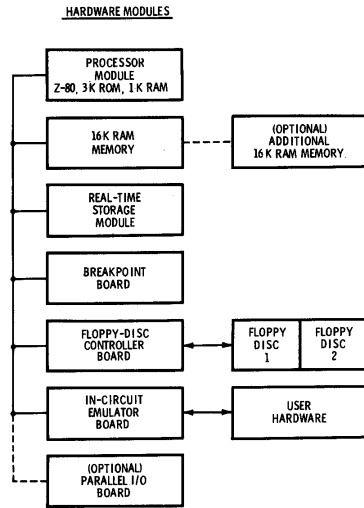 HARDWARE MODULES
PROCESSOR
MODULE
Z-80, 3K ROM, 1K RAM
16K RAM
MEMORY
(OPTIONAL)
ADDITIONAL
16K RAM MEMORY
REAL-TIME
STORAGE
MODULE
BREAKPOINT
BOARD
FLOPPY-DISC
CONTROLLER
BOARD
FLOPPY
DISC
1
FLOPPY
DISC
2
IN-CIRCUIT
EMULATOR
BOARD
USER
HARDWARE
(OPTIONAL)
PARALLEL I/O
BOARD